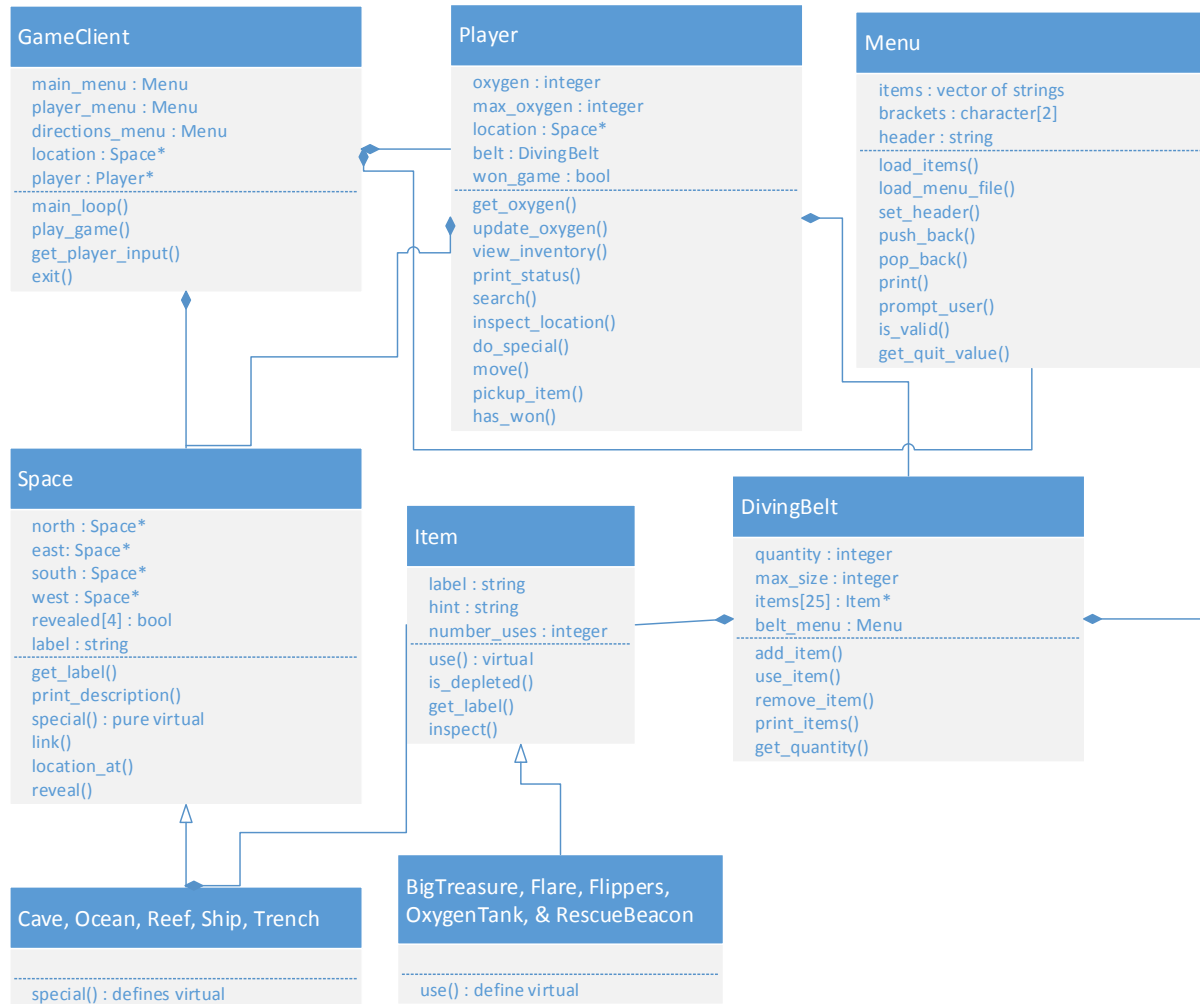 GameClient
main_menu : Menu
player_menu : Menu
directions_menu : Menu
location : Space*
player : Player*
main_loop()
play_game()
get_player_input()
exit()
Player
oxygen : integer
max_oxygen : integer
location : Space*
belt : DivingBelt
won_game : bool
get_oxygen()
update_oxygen()
view_inventory()
print_status()
search()
inspect_location()
do_special()
move()
pickup_item()
has_won()
Menu
items : vector of strings
brackets : character[2]
header : string
load_items()
load_menu_file()
set_header()
push_back()
pop_back()
print()
prompt_user()
is_valid()
get_quit_value()
Space
north : Space*
east: Space*
south : Space*
west : Space*
revealed[4] : bool
label : string
get_label()
print_description()
special() : pure virtual
link()
location_at()
reveal()
Item
label : string
hint : string
number_uses : integer
use() : virtual
is_depleted()
get_label()
inspect()
DivingBelt
quantity : integer
max_size : integer
items[25] : Item*
belt_menu : Menu
add_item()
use_item()
remove_item()
print_items()
get_quantity()
Cave, Ocean, Reef, Ship, Trench
special() : defines virtual
BigTreasure, Flare, Flippers,
OxygenTank, & RescueBeacon
use() : define virtual